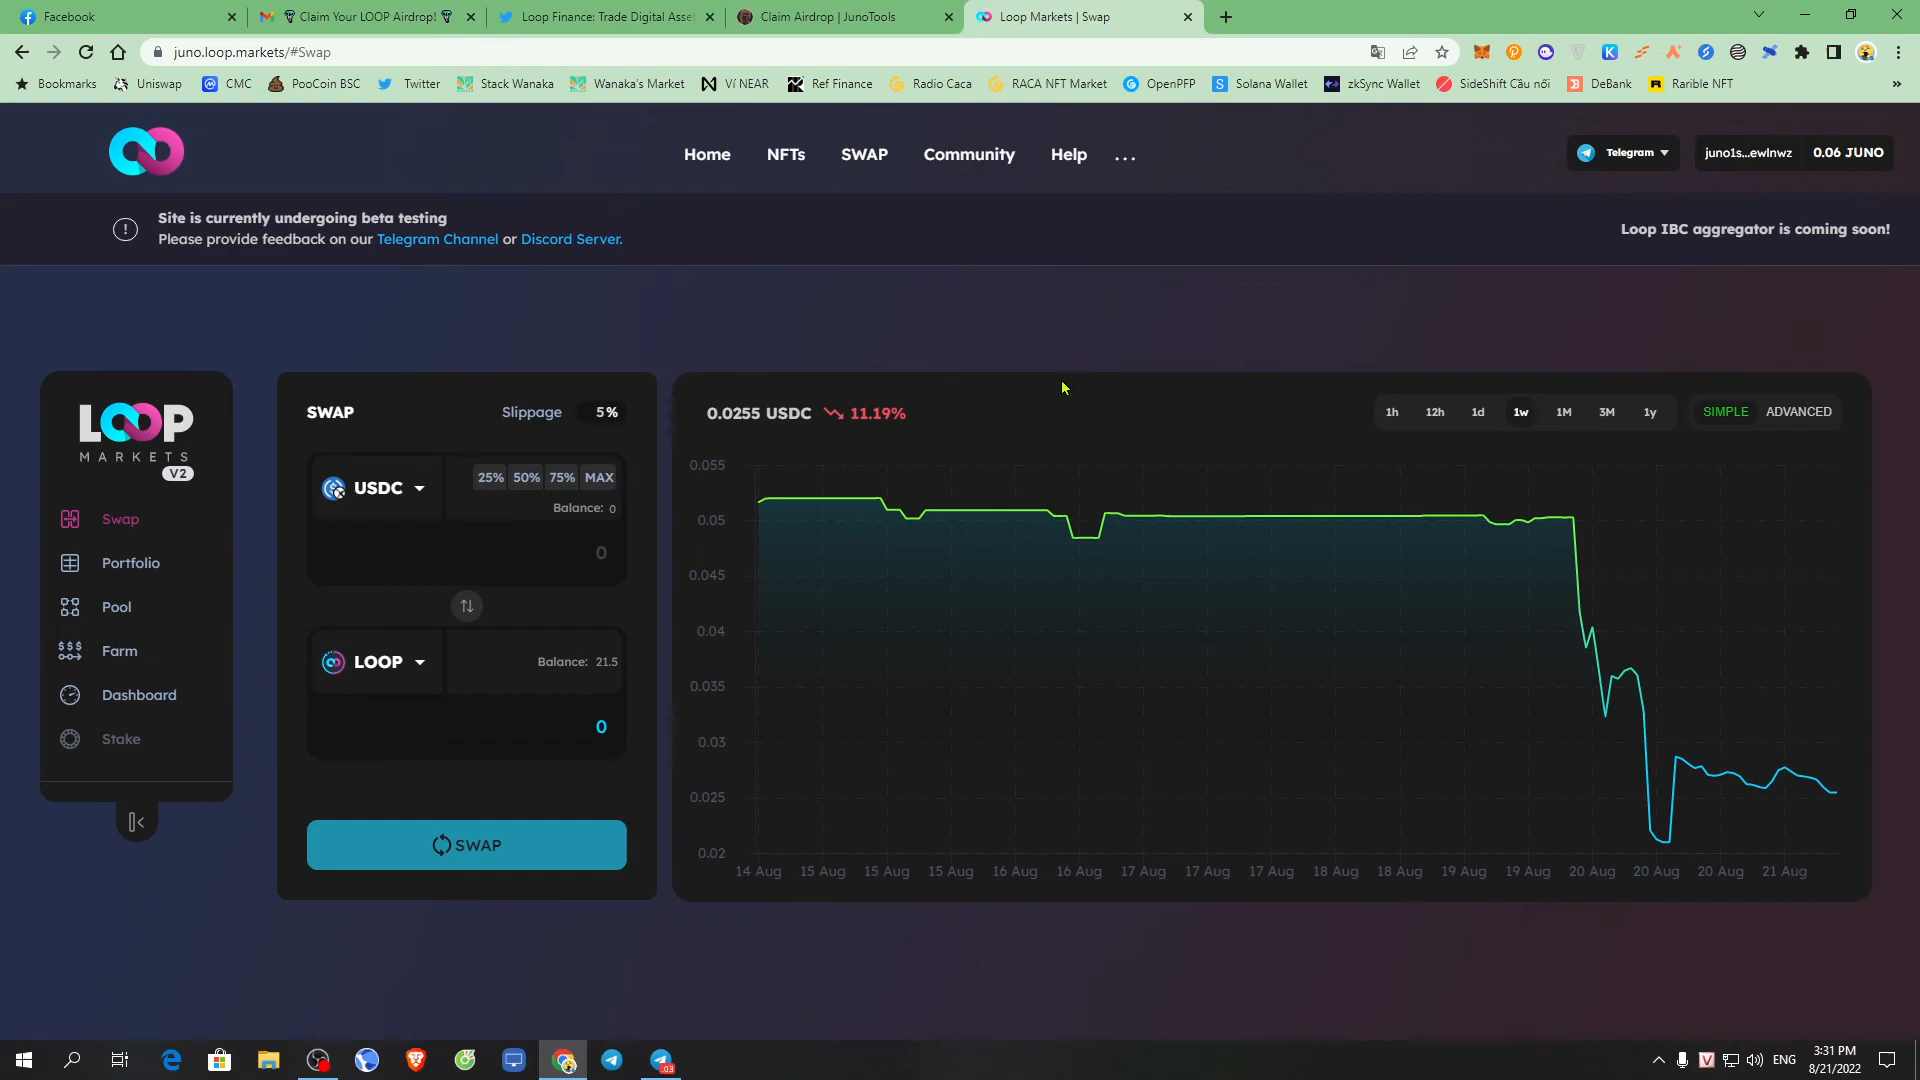 Facebook
Claim Your LOOP Airdrop!
Loop Finance: Trade Digital Asset
Claim Airdrop | JunoTools
Loop Markets | Swap
juno.loop.markets/#Swap
Bookmarks
Uniswap
CMC
PooCoin BSC
Twitter
Stack Wanaka
Wanaka's Market
Ví NEAR
Ref Finance
Radio Caca
RACA NFT Market
OpenPFP
Solana Wallet
zkSync Wallet
SideShift Cầu nối
DeBank
Rarible NFT
»
Home
NFTs
SWAP
Community
Help
...
Telegram
juno1s...ewlnwz
0.06 JUNO
Site is currently undergoing beta testing
Please provide feedback on our Telegram Channel or Discord Server.
Loop IBC aggregator is coming soon!
LOOP
MARKETS
V2
Swap
Portfolio
Pool
Farm
Dashboard
Stake
SWAP
Slippage
5%
USDC
25%
50%
75%
MAX
Balance: 0
0
LOOP
Balance: 21.5
0
SWAP
0.0255 USDC
11.19%
1h
12h
1d
1w
1M
3M
1y
SIMPLE
ADVANCED
0.055
0.05
0.045
0.04
0.035
0.03
0.025
0.02
14 Aug
15 Aug
15 Aug
15 Aug
16 Aug
16 Aug
17 Aug
17 Aug
17 Aug
18 Aug
18 Aug
19 Aug
19 Aug
20 Aug
20 Aug
20 Aug
21 Aug
.03
ENG
3:31 PM
8/21/2022